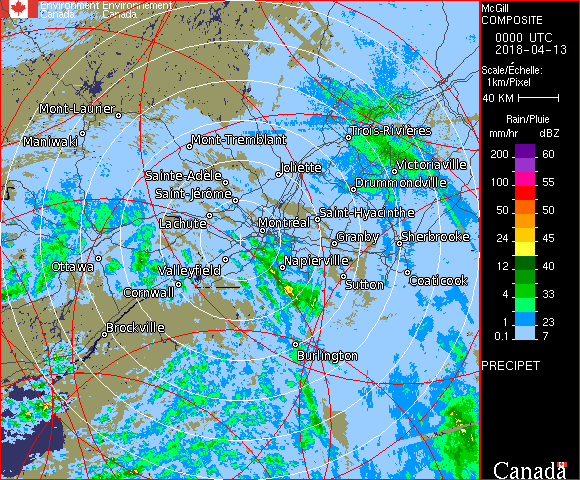 Environment Environnement
Canada Canada
McGill
COMPOSITE
0000 UTC
2018-04-13
Scale/Échelle:
1km/Pixel
40 KM
Rain/Pluie
mm/hr dBZ
200 60
100 55
50 50
24 45
12 40
4 33
1 23
0.1 7
PRECIPET
Canada
Mont-Laurier
Maniwaki
Mont-Tremblant
Trois-Rivières
Joliette
Victoriaville
Sainte-Adele
Drummondville
Saint-Jérôme
Saint-Hyacinthe
Lachute
Montréal
Granby
Sherbrooke
Ottawa
Valleyfield
Napierville
Sutton
Coaticook
Cornwall
Brockville
Burlington